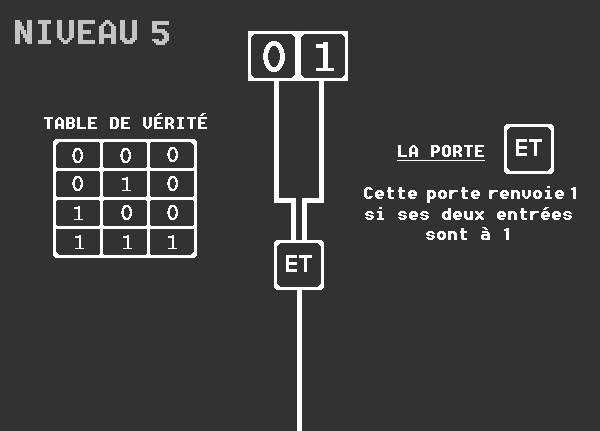 NIVEAU 5
0 1
TABLE DE VÉRITÉ
0 0 0
0 1 0
1 0 0
1 1 1
LA PORTE ET
Cette porte renvoie 1
si ses deux entrées
sont à 1
ET